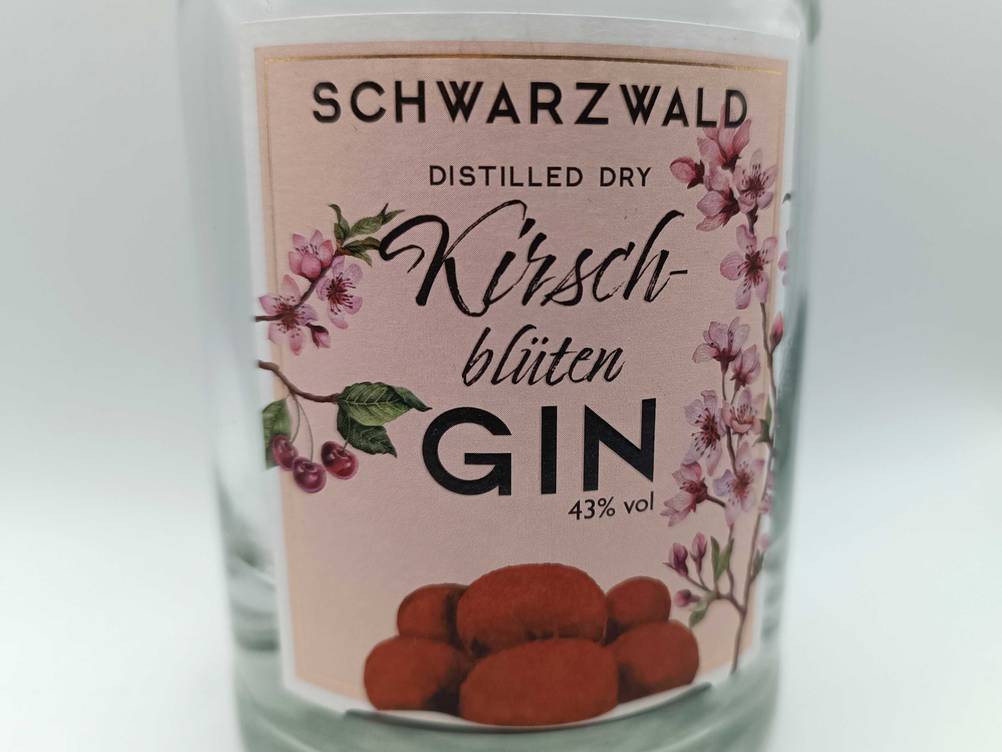 SCHWARZWALD
DISTILLED DRY
Kirsch-
blüten
GIN
43% vol